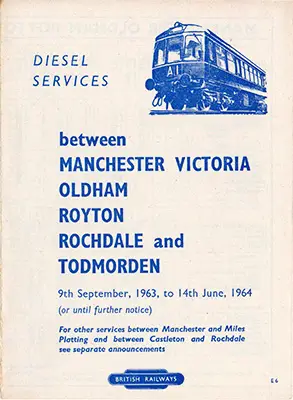 DIESEL
SERVICES
between
MANCHESTER VICTORIA
OLDHAM
ROYTON
ROCHDALE and
TODMORDEN
9th September, 1963, to 14th June, 1964
(or until further notice)
For other services between Manchester and Miles
Platting and between Castleton and Rochdale
see separate announcements
BRITISH RAILWAYS
E6